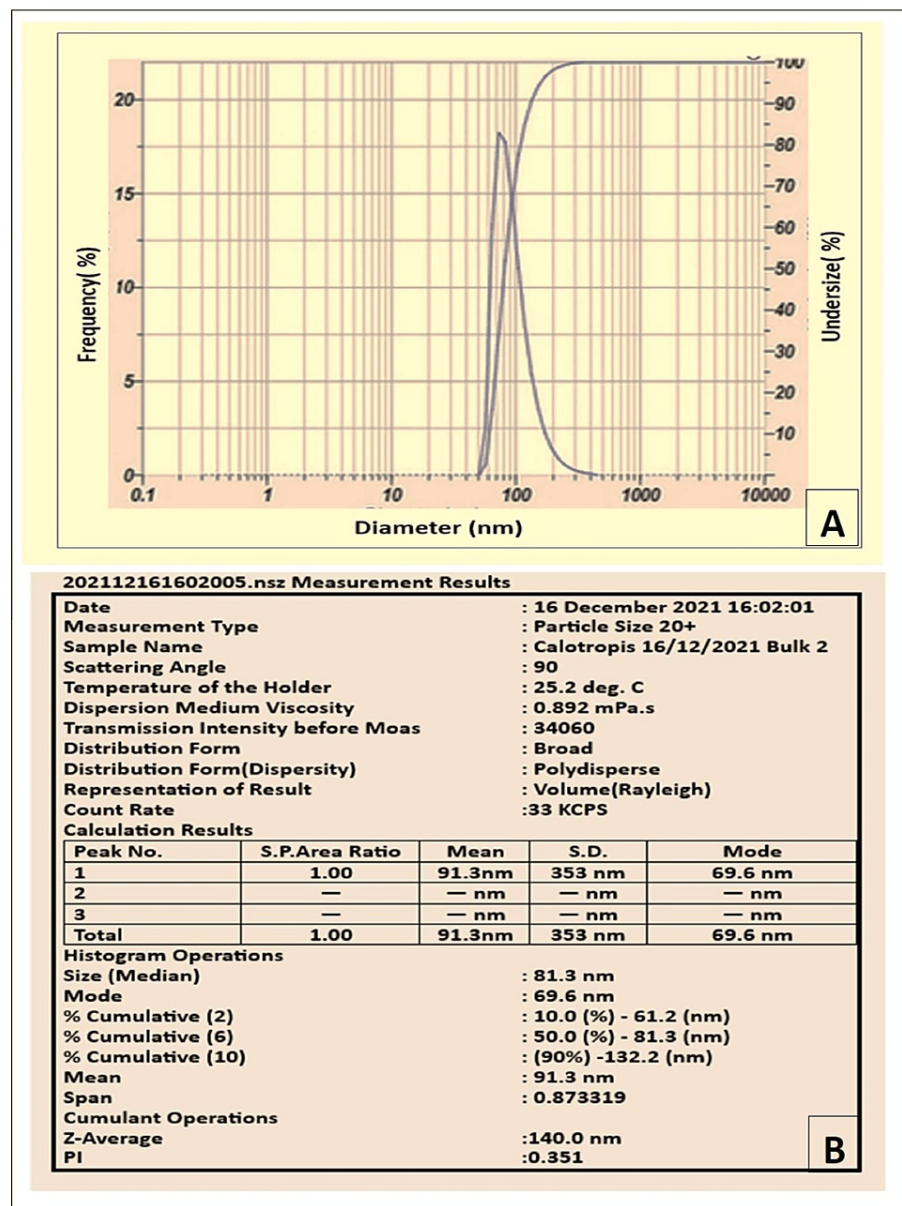 100
90
80
70
60
50
40
30
20
10
20
15
10
5
0
Frequency( %)
Undersize( %)
0.1 1 10 100 1000 10000
Diameter (nm)
A
202112161602005.nsz Measurement Results
Date : 16 December 2021 16:02:01
Measurement Type : Particle Size 20+
Sample Name : Calotropis 16/12/2021 Bulk 2
Scattering Angle : 90
Temperature of the Holder : 25.2 deg. C
Dispersion Medium Viscosity : 0.892 mPa.s
Transmission Intensity before Moas : 34060
Distribution Form : Broad
Distribution Form(Dispersity) : Polydisperse
Representation of Result : Volume(Rayleigh)
Count Rate :33 KCPS
Calculation Results
Peak No. S.P.Area Ratio Mean S.D. Mode
1 1.00 91.3nm 353 nm 69.6 nm
2 — — nm — nm — nm
3 — — nm — nm — nm
Total 1.00 91.3nm 353 nm 69.6 nm
Histogram Operations
Size (Median) : 81.3 nm
Mode : 69.6 nm
% Cumulative (2) : 10.0 (%) - 61.2 (nm)
% Cumulative (6) : 50.0 (%) - 81.3 (nm)
% Cumulative (10) : (90%) -132.2 (nm)
Mean : 91.3 nm
Span : 0.873319
Cumulant Operations
Z-Average :140.0 nm
PI :0.351
B